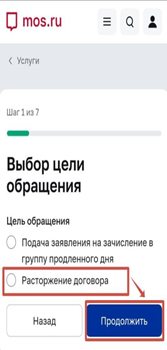 mos.ru
Услуги
Шаг 1 из 7
Выбор цели
обращения
Цель обращения
Подача заявления на зачисление в
группу продленного дня
Расторжение договора
Назад
Продолжить